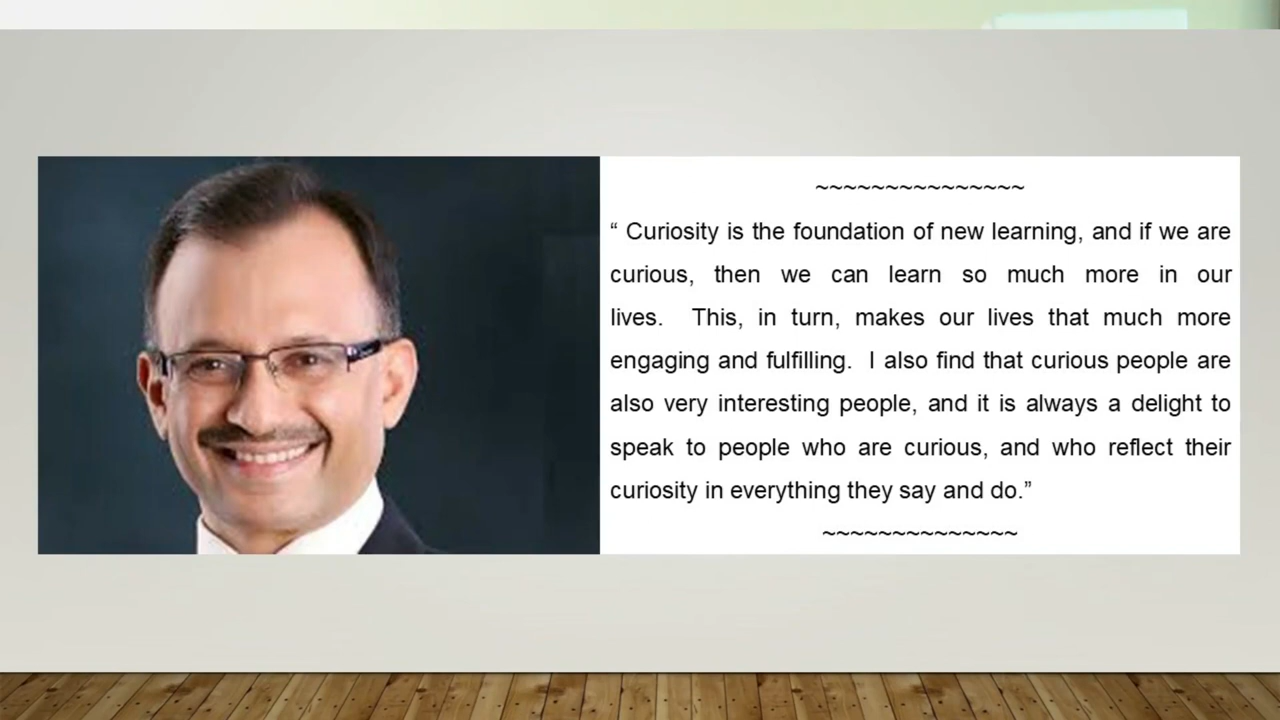 ~~~~~~~~~~~~~~~
“ Curiosity is the foundation of new learning, and if we are
curious, then we can learn so much more in our
lives.  This, in turn, makes our lives that much more
engaging and fulfilling.  I also find that curious people are
also very interesting people, and it is always a delight to
speak to people who are curious, and who reflect their
curiosity in everything they say and do.”
~~~~~~~~~~~~~~